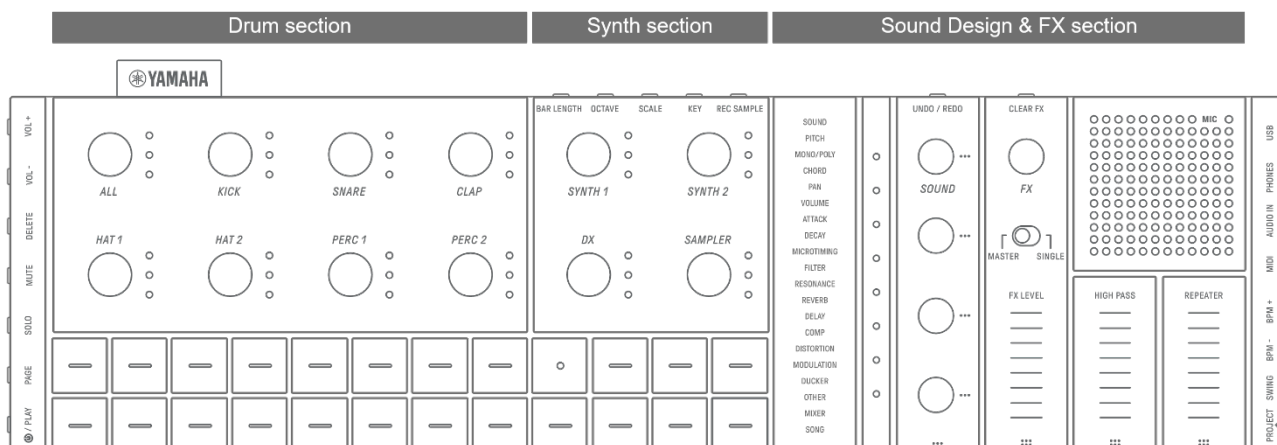 Drum section
Synth section
Sound Design & FX section
YAMAHA
VOL +
VOL -
DELETE
MUTE
SOLO
PAGE
/ PLAY
ALL
KICK
SNARE
CLAP
HAT 1
HAT 2
PERC 1
PERC 2
BAR LENGTH
OCTAVE
SCALE
KEY
REC SAMPLE
SYNTH 1
SYNTH 2
DX
SAMPLER
SOUND
PITCH
MONO/POLY
CHORD
PAN
VOLUME
ATTACK
DECAY
MICROTIMING
FILTER
RESONANCE
REVERB
DELAY
COMP
DISTORTION
MODULATION
DUCKER
OTHER
MIXER
SONG
UNDO / REDO
SOUND
CLEAR FX
FX
MASTER
SINGLE
FX LEVEL
MIC
HIGH PASS
REPEATER
USB
PHONES
AUDIO IN
MIDI
BPM +
BPM -
SWING
PROJECT